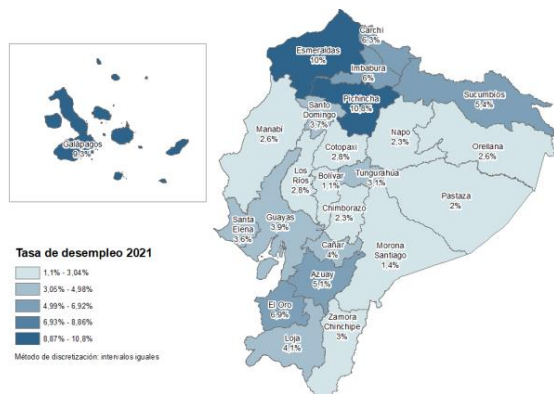 Carchi
6,3%
Esmeraldas
10%
Imbabura
6%
Sucumbíos
5,4%
Pichincha
10,8%
Santo
Domingo
3,7%
Galápagos
9,3%
Manabí
2,6%
Napo
2,3%
Orellana
2,6%
Cotopaxi
2,8%
Tungurahua
3,1%
Los
Ríos
2,8%
Bolívar
1,1%
Pastaza
2%
Chimborazo
2,3%
Santa
Elena
3,6%
Guayas
3,9%
Cañar
4%
Morona
Santiago
1,4%
Azuay
5,1%
El Oro
6,9%
Zamora
Chinchipe
3%
Loja
4,1%
Tasa de desempleo 2021
1,1% - 3,04%
3,05% - 4,98%
4,99% - 6,92%
6,93% - 8,86%
8,87% - 10,8%
Método de discretización: intervalos iguales